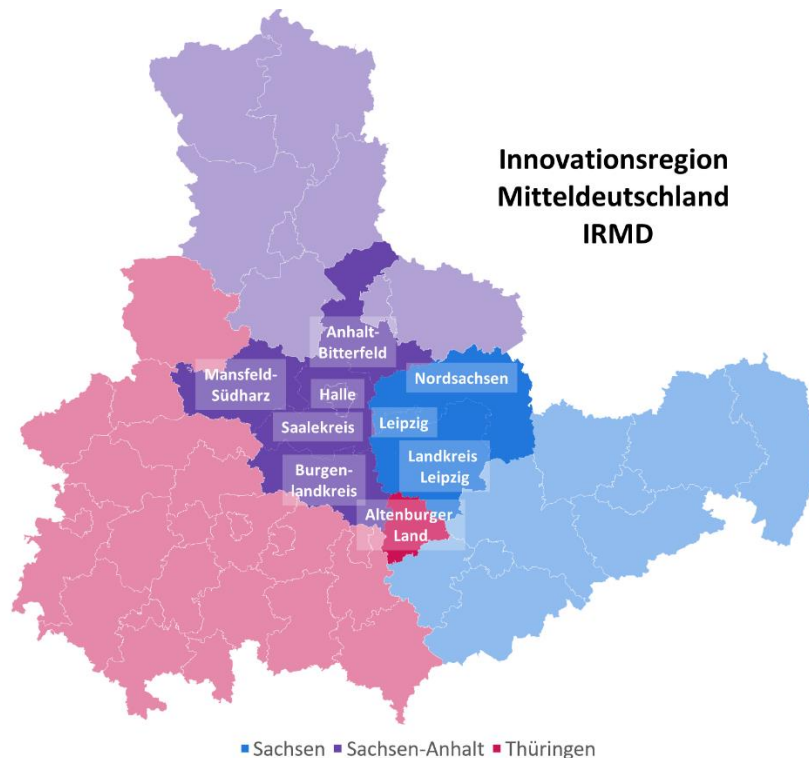 Innovationsregion
Mitteldeutschland
IRMD
Anhalt-
Bitterfeld
Mansfeld-
Südharz
Nordsachsen
Halle
Saalekreis
Leipzig
Landkreis
Leipzig
Burgen-
landkreis
Altenburger
Land
Sachsen Sachsen-Anhalt Thüringen